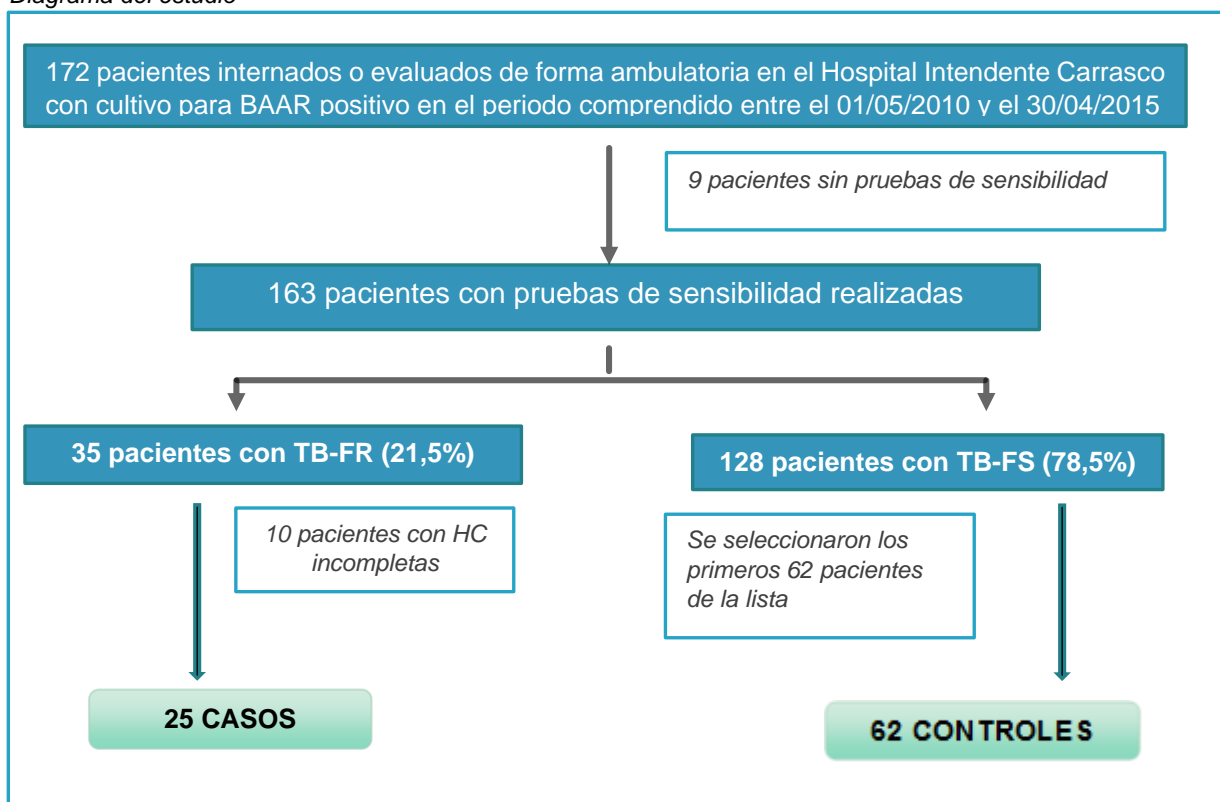 Diagrama del estudio
172 pacientes internados o evaluados de forma ambulatoria en el Hospital Intendente Carrasco
con cultivo para BAAR positivo en el periodo comprendido entre el 01/05/2010 y el 30/04/2015
9 pacientes sin pruebas de sensibilidad
163 pacientes con pruebas de sensibilidad realizadas
35 pacientes con TB-FR (21,5%)
128 pacientes con TB-FS (78,5%)
10 pacientes con HC
incompletas
Se seleccionaron los
primeros 62 pacientes
de la lista
25 CASOS
62 CONTROLES